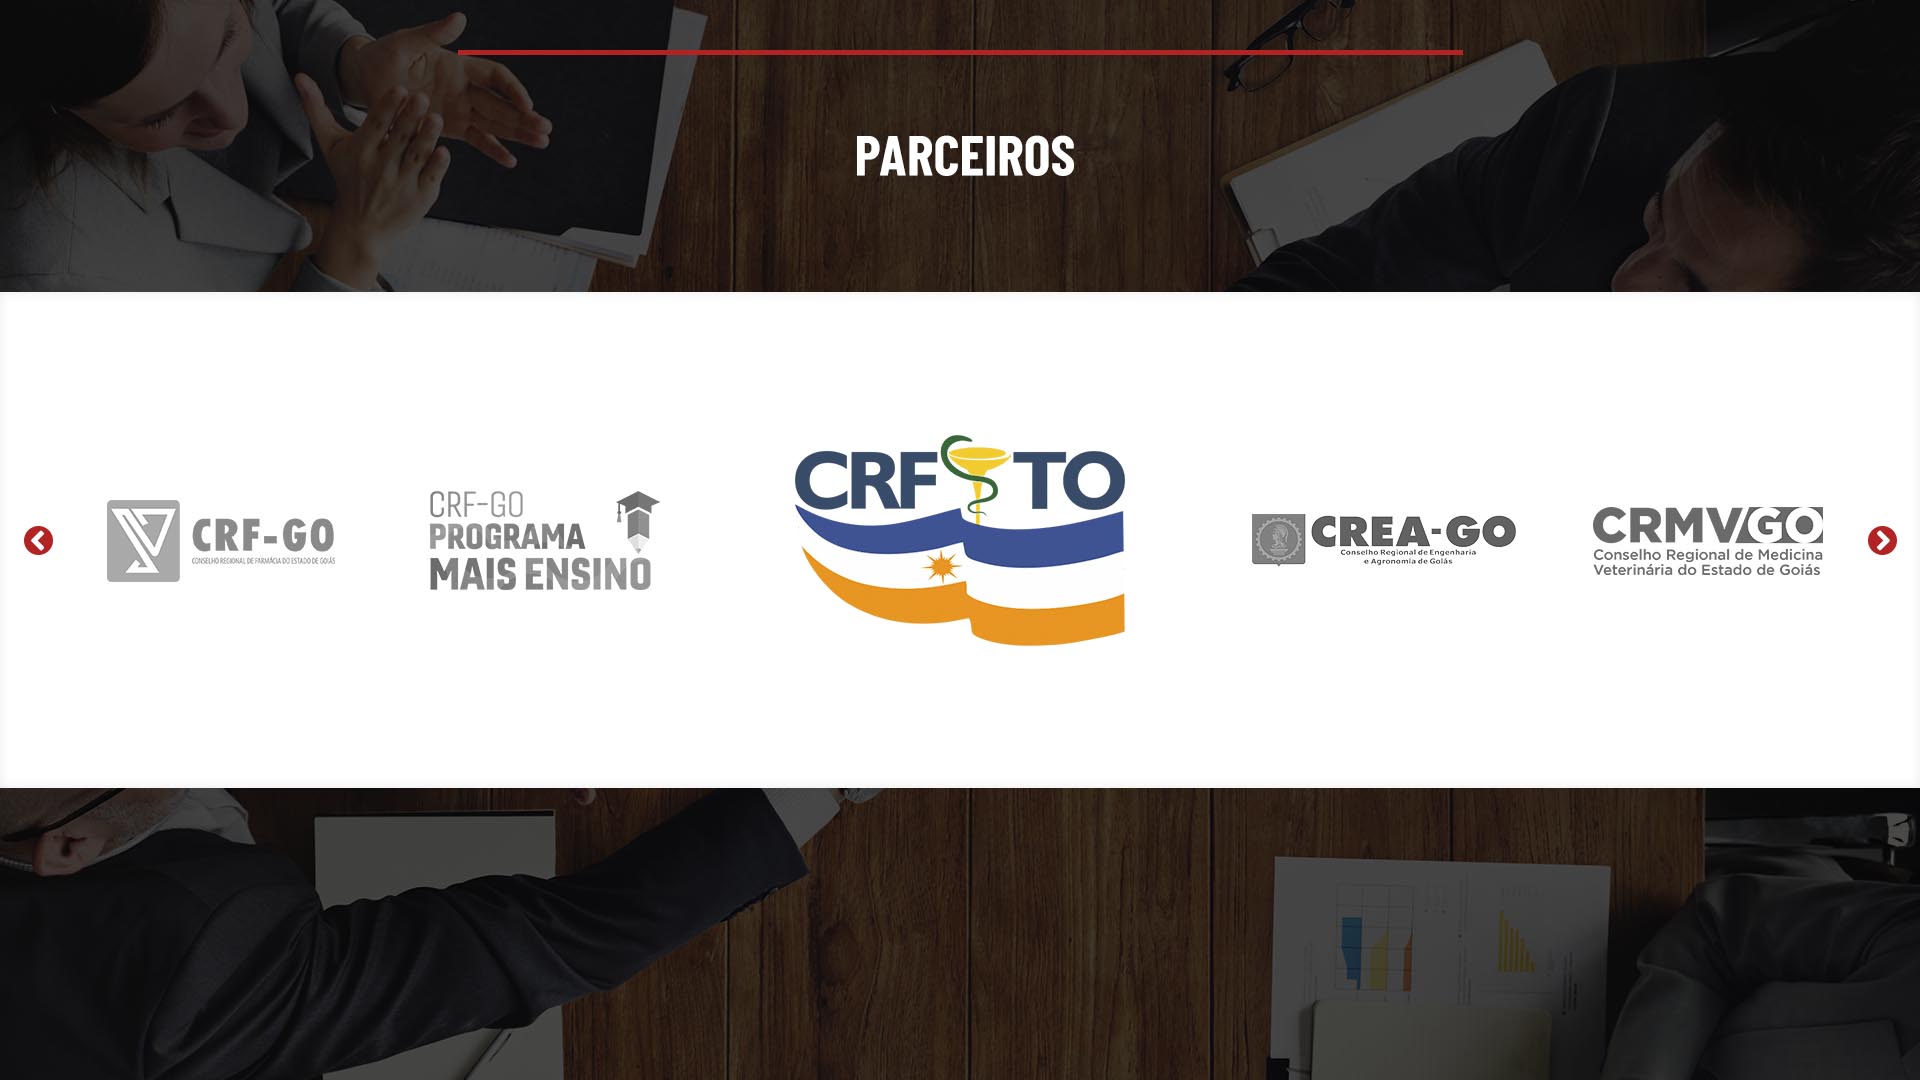 PARCEIROS
CRF-GO
CONSELHO REGIONAL DE FARMÁCIA DO ESTADO DE GOIÁS
CRF-GO
PROGRAMA
MAIS ENSINO
CRF TO
CREA-GO
Conselho Regional de Engenharia
e Agronomia de Goiás
CRMVGO
Conselho Regional de Medicina
Veterinária do Estado de Goiás